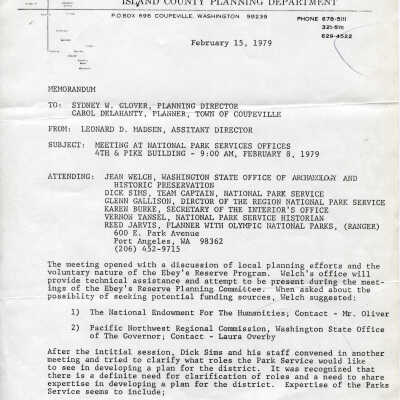 ISLAND COUNTY PLANNING DEPARTMENT
P.O. BOX 698 COUPEVILLE, WASHINGTON 98239
PHONE 678-5111
321-5111
629-4522
February 15, 1979
MEMORANDUM
TO: SYDNEY W. GLOVER, PLANNING DIRECTOR
CAROL DELAHANTY, PLANNER, TOWN OF COUPEVILLE
FROM: LEONARD D. MADSEN, ASSITANT DIRECTOR
SUBJECT: MEETING AT NATIONAL PARK SERVICES OFFICES
4TH & PIKE BUILDING - 9:00 AM, FEBRUARY 8, 1979
ATTENDING: JEAN WELCH, WASHINGTON STATE OFFICE OF ARCHAEOLOGY AND
HISTORIC PRESERVATION
DICK SIMS, TEAM CAPTAIN, NATIONAL PARK SERVICE
GLENN GALLISON, DIRCTOR OF THE REGION NATIONAL PARK SERVICE
KAREN BURKE, SECRETARY OF THE INTERIOR'S OFFICE
VERNON TANSEL, NATIONAL PARK SERVICE HISTORIAN
REED JARVIS, PLANNER WITH OLYMPIC NATIONAL PARKS, (RANGER)
600 E. Park Avenue
Port Angeles, WA 98362
(206) 452-9715
The meeting opened with a discussion of local planning efforts and the
voluntary nature of the Ebey's Reserve Program. Welch's office will
provide technical assistance and attempt to be present during the meet-
ings of the Ebey's Reserve Planning Committee. When asked about the
possiblity of seeking potential funding sources, Welch suggested:
1) The National Endowment For The Humanities; Contact - Mr. Oliver
2) Pacific Northwest Regional Commission, Washington State Office
of The Governor; Contact - Laura Overby
After the intitial session, Dick Sims and his staff convened in another
meeting and tried to clarify what roles the Park Service would like
to see in developing a plan for the district. It was recognized that
there is a definite need for clarification of roles and a need to share
expertise in developing a plan for the district. Expertise of the Parks
Service seems to include;